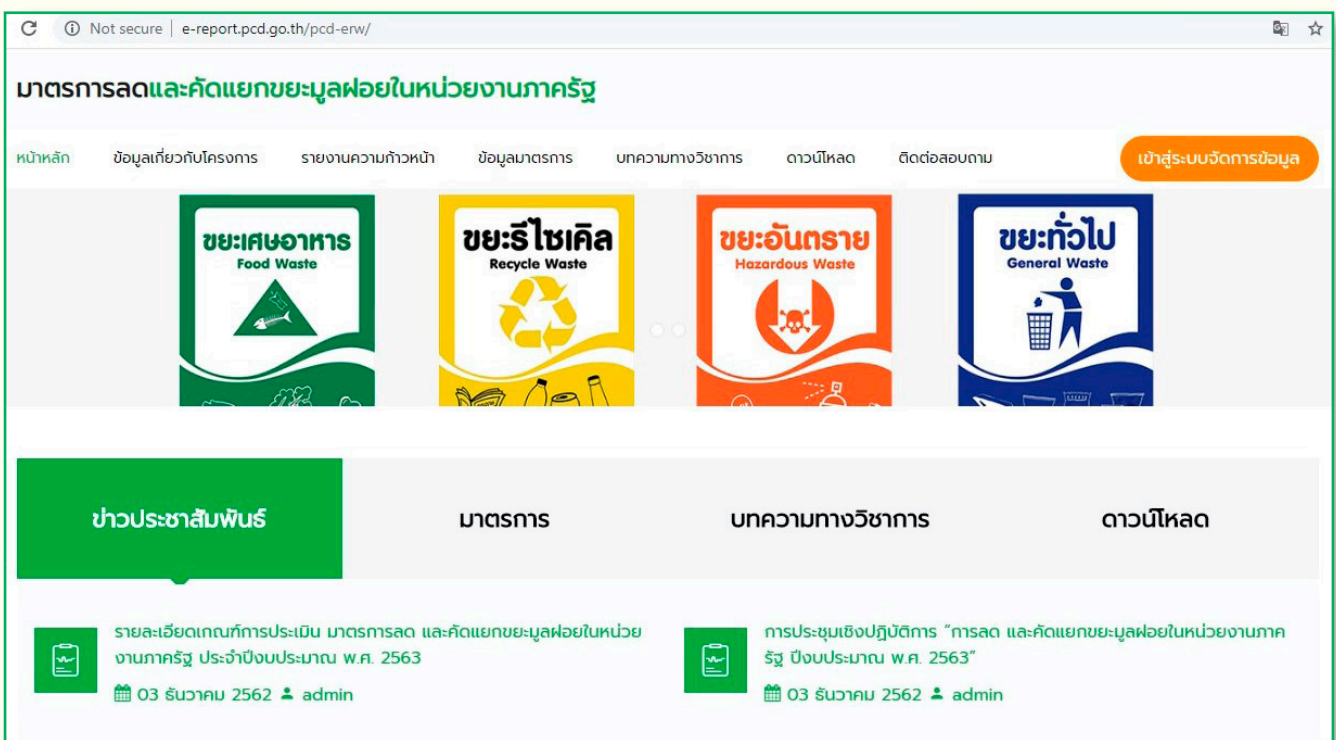 Not secure | e-report.pcd.go.th/pcd-erw/
มาตรการลดและคัดแยกขยะมูลฝอยในหน่วยงานภาครัฐ
หน้าหลัก ข้อมูลเกี่ยวกับโครงการ รายงานความก้าวหน้า ข้อมูลมาตรการ บทความทางวิชาการ ดาวน์โหลด ติดต่อสอบถาม เข้าสู่ระบบจัดการข้อมูล
ขยะเศษอาหาร
Food Waste
ขยะรีไซเคิล
Recycle Waste
ขยะอันตราย
Hazardous Waste
ขยะทั่วไป
General Waste
ข่าวประชาสัมพันธ์ มาตรการ บทความทางวิชาการ ดาวน์โหลด
รายละเอียดเกณฑ์การประเมิน มาตรการลด และคัดแยกขยะมูลฝอยในหน่วย
งานภาครัฐ ประจำปีงบประมาณ พ.ศ. 2563
03 ธันวาคม 2562 admin
การประชุมเชิงปฏิบัติการ "การลด และคัดแยกขยะมูลฝอยในหน่วยงานภาค
รัฐ ปีงบประมาณ พ.ศ. 2563"
03 ธันวาคม 2562 admin